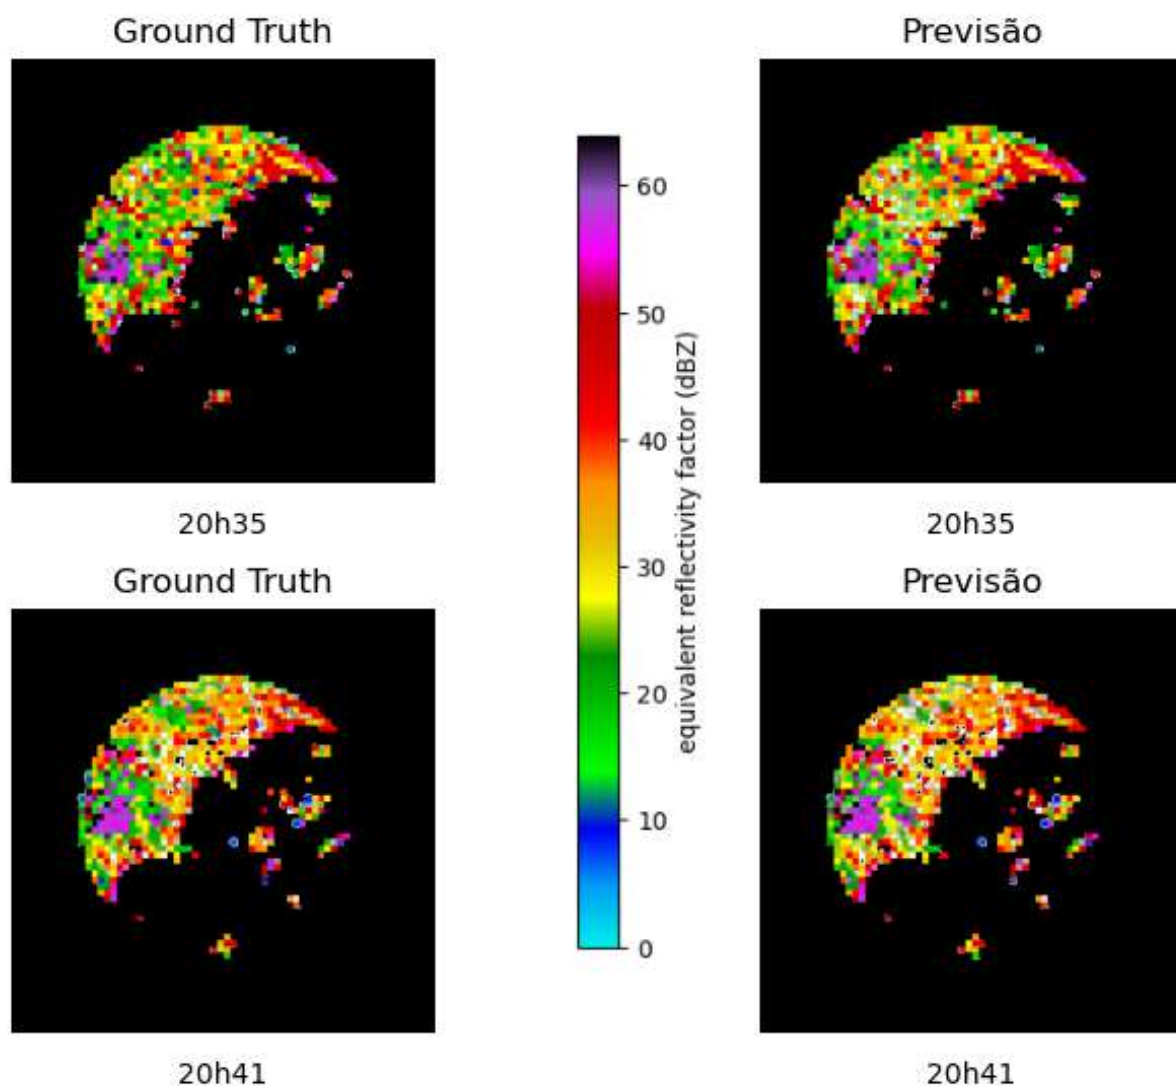 Ground Truth
Previsão
60
50
40
30
20
10
0
equivalent reflectivity factor (dBZ)
20h35
20h35
Ground Truth
Previsão
20h41
20h41